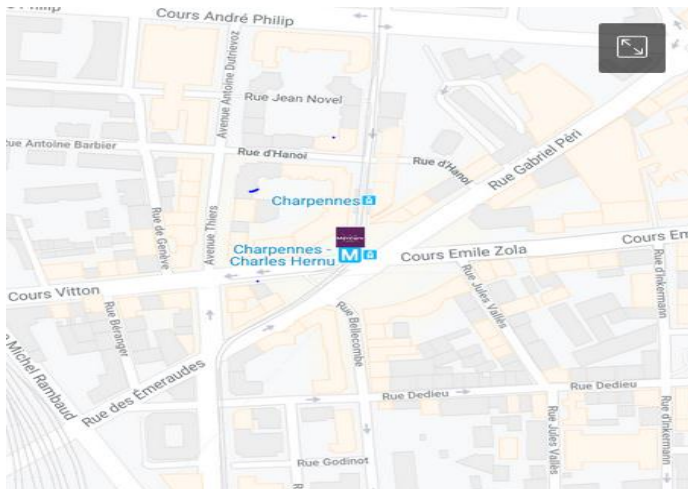 Cours André Philip
Avenue Antoine Dutrievoz
Rue Jean Novel
Rue Antoine Barbier
Rue d'Hanoï
Rue d'Hanoï
Rue Gabriel Péri
Charpennes
Rue de Genève
Avenue Thiers
Charpennes -
Charles Hernu
M
Cours Emile Zola
Cours Em
Rue d'Inkermann
Cours Vitton
Rue Béranger
Rue Jules Vallès
Rue Bellecombe
Michel Rambaud
Rue des Émeraudes
Rue Dedieu
Rue Dedieu
Rue Jules Vallès
Rue d'Inkermann
Rue Godinot